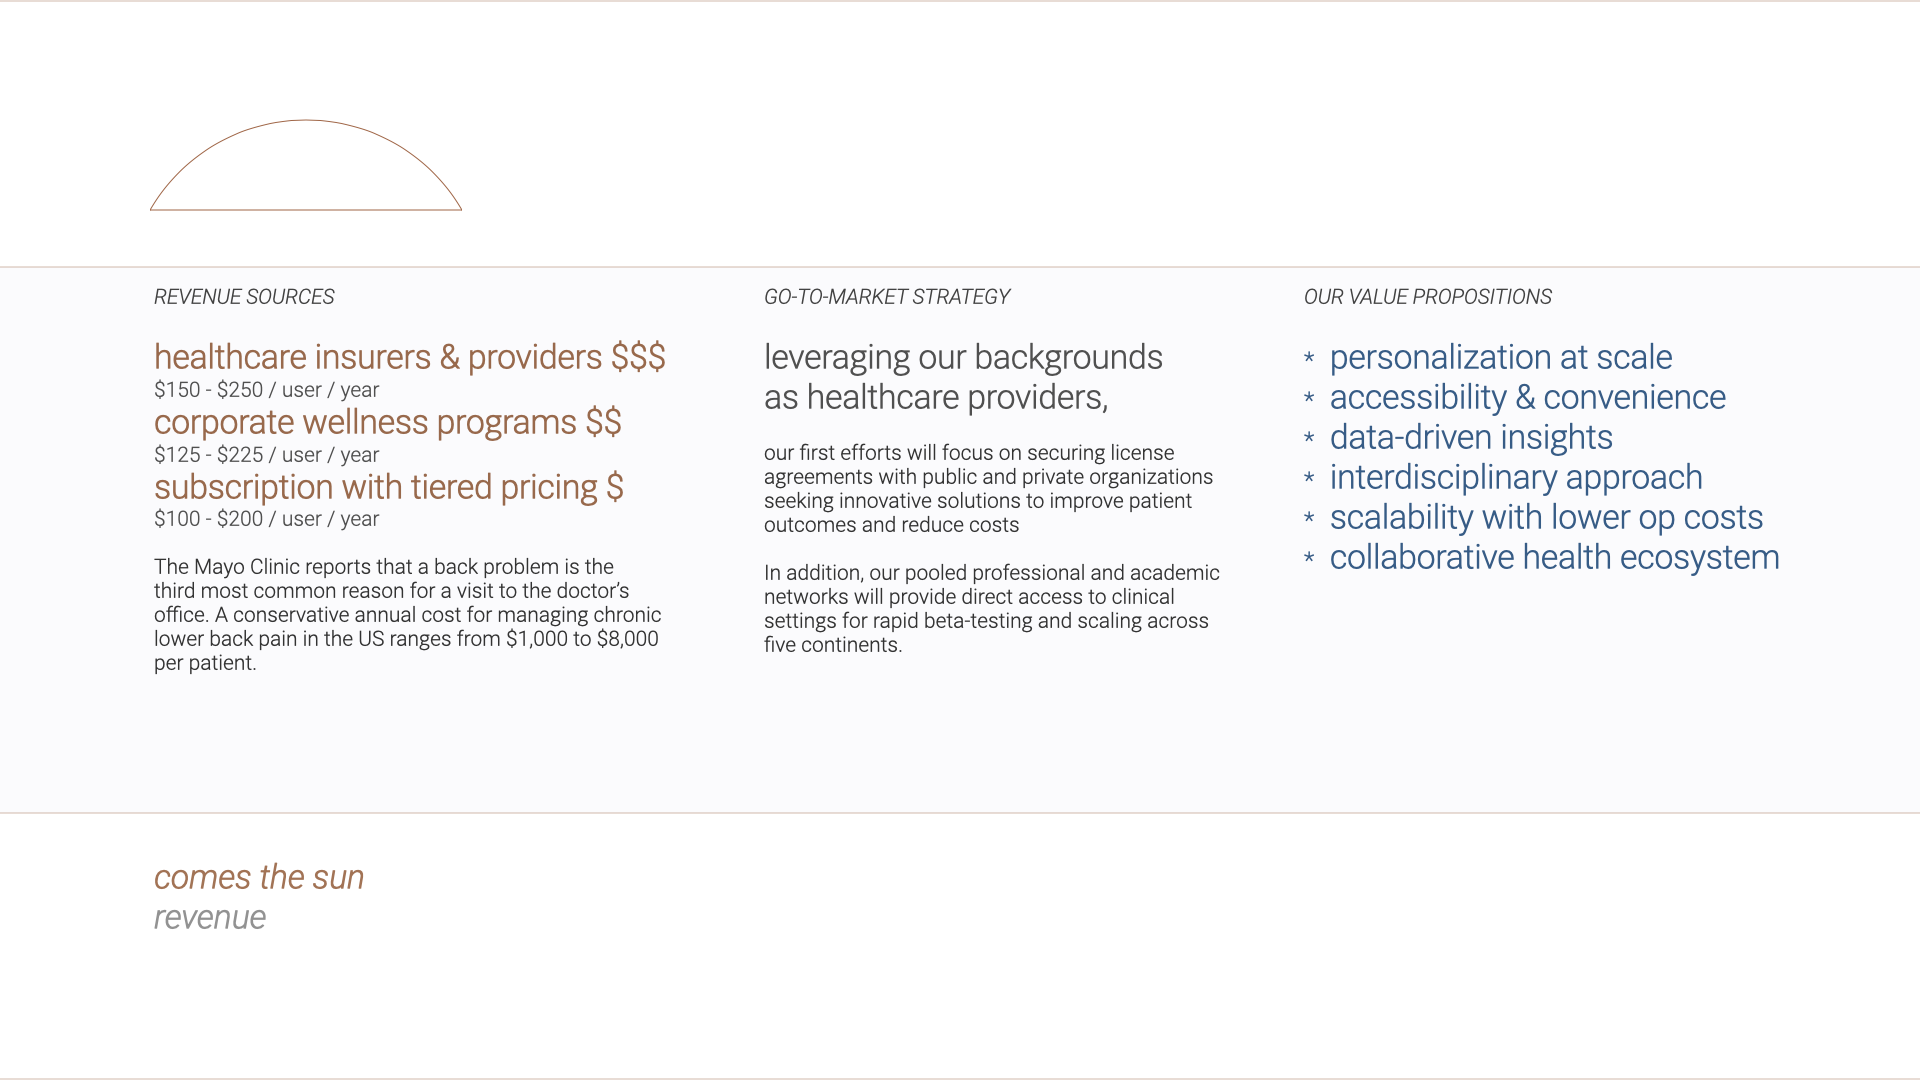 REVENUE SOURCES
healthcare insurers & providers $$$
$150 - $250 / user / year
corporate wellness programs $$
$125 - $225 / user / year
subscription with tiered pricing $
$100 - $200 / user / year
The Mayo Clinic reports that a back problem is the
third most common reason for a visit to the doctor’s
office. A conservative annual cost for managing chronic
lower back pain in the US ranges from $1,000 to $8,000
per patient.
GO-TO-MARKET STRATEGY
leveraging our backgrounds
as healthcare providers,
our first efforts will focus on securing license
agreements with public and private organizations
seeking innovative solutions to improve patient
outcomes and reduce costs
In addition, our pooled professional and academic
networks will provide direct access to clinical
settings for rapid beta-testing and scaling across
five continents.
OUR VALUE PROPOSITIONS
* personalization at scale
* accessibility & convenience
* data-driven insights
* interdisciplinary approach
* scalability with lower op costs
* collaborative health ecosystem
comes the sun
revenue